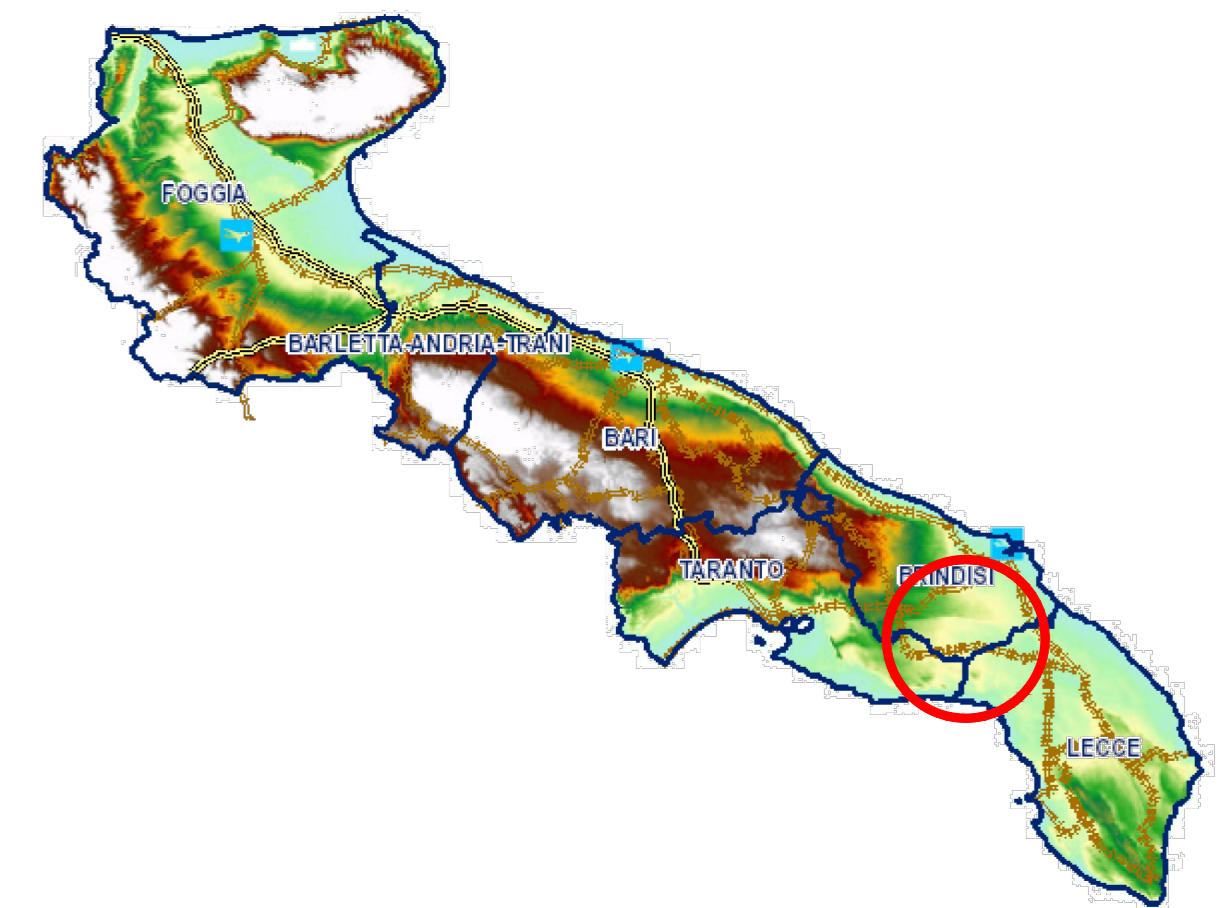 FOGGIA
BARLETTA-ANDRIA-TRANI
BARI
TARANTO
BRINDISI
LECCE